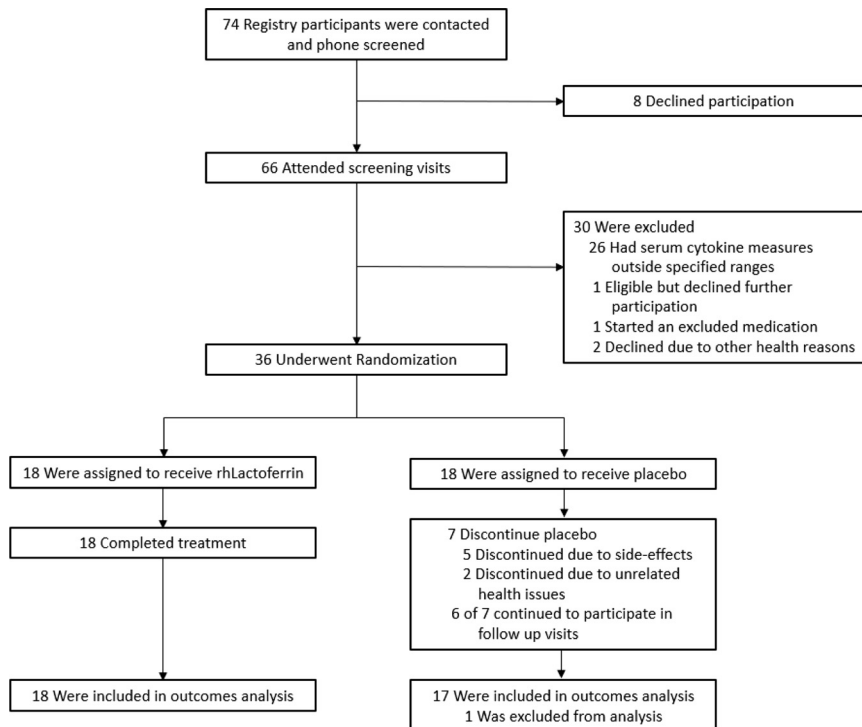 74 Registry participants were contacted
and phone screened
8 Declined participation
66 Attended screening visits
30 Were excluded
26 Had serum cytokine measures
outside specified ranges
1 Eligible but declined further
participation
1 Started an excluded medication
2 Declined due to other health reasons
36 Underwent Randomization
18 Were assigned to receive rhLactoferrin
18 Were assigned to receive placebo
18 Completed treatment
7 Discontinue placebo
5 Discontinued due to side-effects
2 Discontinued due to unrelated
health issues
6 of 7 continued to participate in
follow up visits
18 Were included in outcomes analysis
17 Were included in outcomes analysis
1 Was excluded from analysis